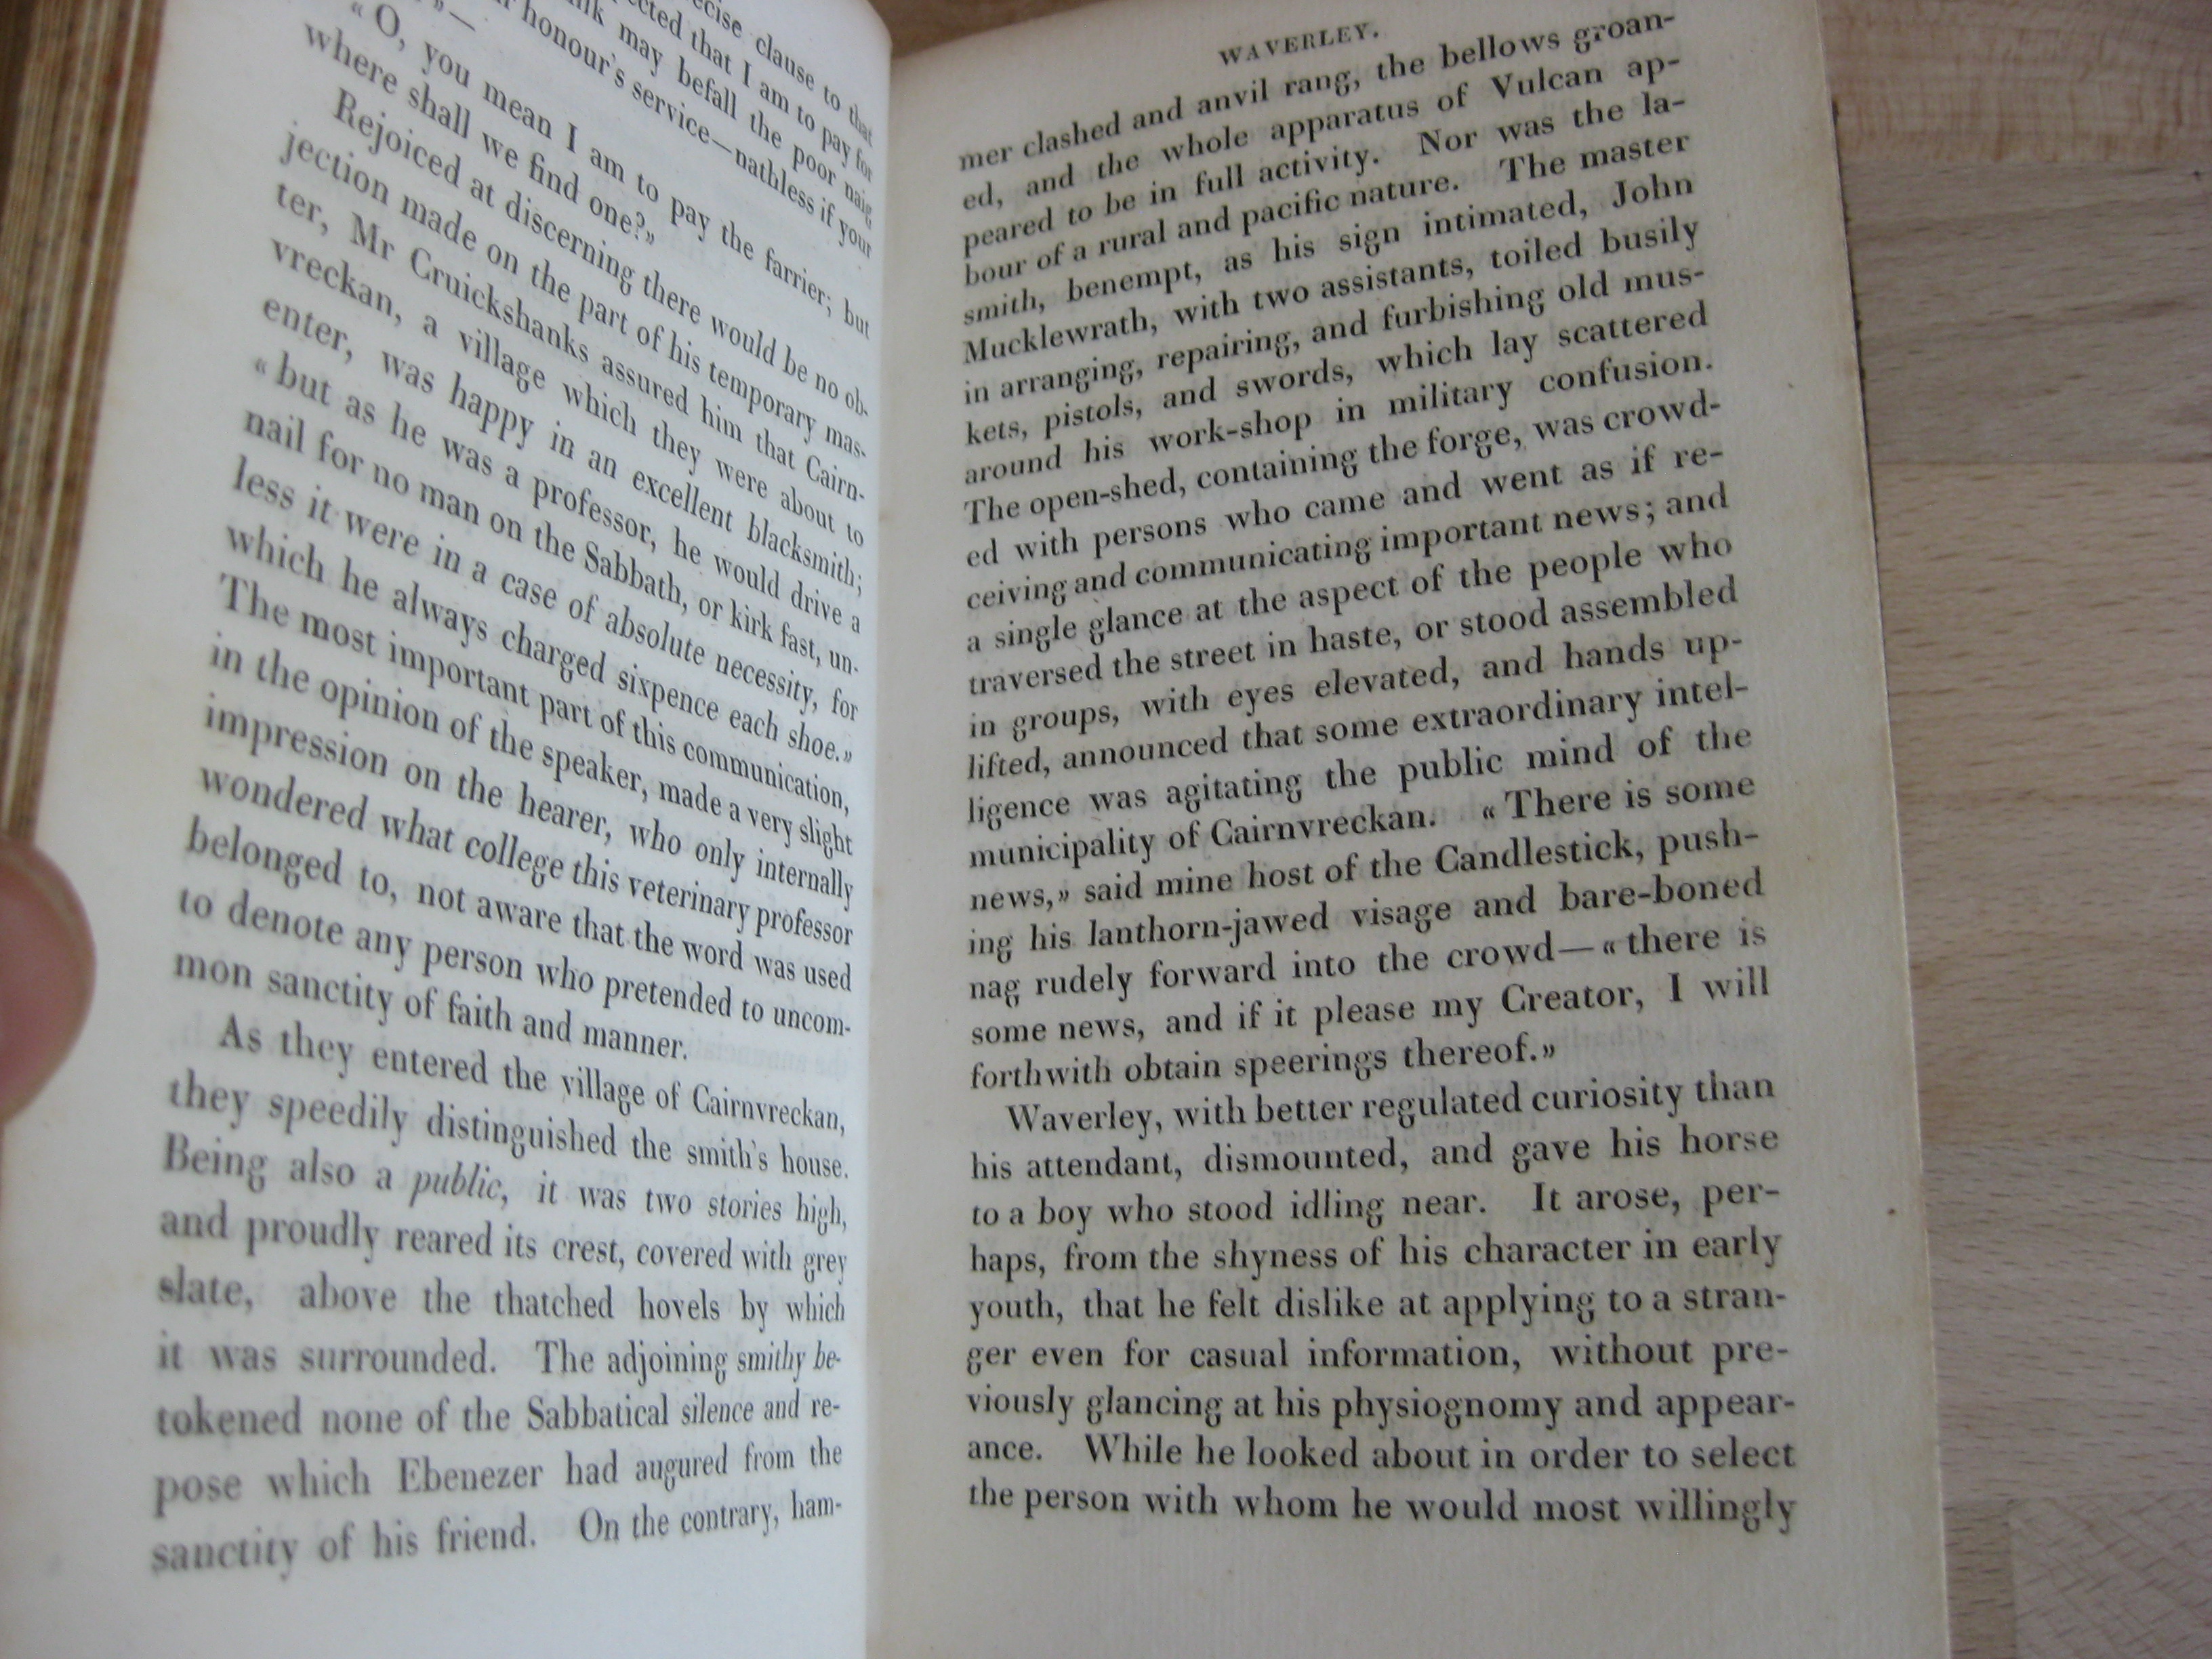 ecise clause to that
cted that I am to pay for
may befall the poor naig
honour's service—nathless if your
»—
« O, you mean I am to pay the farrier; but
where shall we find one?»
Rejoiced at discerning there would be no ob-
jection made on the part of his temporary mas-
ter, Mr Cruickshanks assured him that Cairn-
vreckan, a village which they were about to
enter, was happy in an excellent blacksmith;
« but as he was a professor, he would drive a
nail for no man on the Sabbath, or kirk fast, un-
less it were in a case of absolute necessity, for
which he always charged sixpence each shoe.»
The most important part of this communication,
in the opinion of the speaker, made a very slight
impression on the hearer, who only internally
wondered what college this veterinary professor
belonged to, not aware that the word was used
to denote any person who pretended to uncom-
mon sanctity of faith and manner.
As they entered the village of Cairnvreckan,
they speedily distinguished the smith's house.
Being also a public, it was two stories high,
and proudly reared its crest, covered with grey
slate, above the thatched hovels by which
it was surrounded. The adjoining smithy be-
tokened none of the Sabbatical silence and re-
pose which Ebenezer had augured from the
sanctity of his friend. On the contrary, ham-
WAVERLEY.
mer clashed and anvil rang, the bellows groan-
ed, and the whole apparatus of Vulcan ap-
peared to be in full activity. Nor was the la-
bour of a rural and pacific nature. The master
smith, benempt, as his sign intimated, John
Mucklewrath, with two assistants, toiled busily
in arranging, repairing, and furbishing old mus-
kets, pistols, and swords, which lay scattered
around his work-shop in military confusion.
The open-shed, containing the forge, was crowd-
ed with persons who came and went as if re-
ceiving and communicating important news; and
a single glance at the aspect of the people who
traversed the street in haste, or stood assembled
in groups, with eyes elevated, and hands up-
lifted, announced that some extraordinary intel-
ligence was agitating the public mind of the
municipality of Cairnvreckan. « There is some
news,» said mine host of the Candlestick, push-
ing his lanthorn-jawed visage and bare-boned
nag rudely forward into the crowd—« there is
some news, and if it please my Creator, I will
forthwith obtain speerings thereof.»
Waverley, with better regulated curiosity than
his attendant, dismounted, and gave his horse
to a boy who stood idling near. It arose, per-
haps, from the shyness of his character in early
youth, that he felt dislike at applying to a stran-
ger even for casual information, without pre-
viously glancing at his physiognomy and appear-
ance. While he looked about in order to select
the person with whom he would most willingly